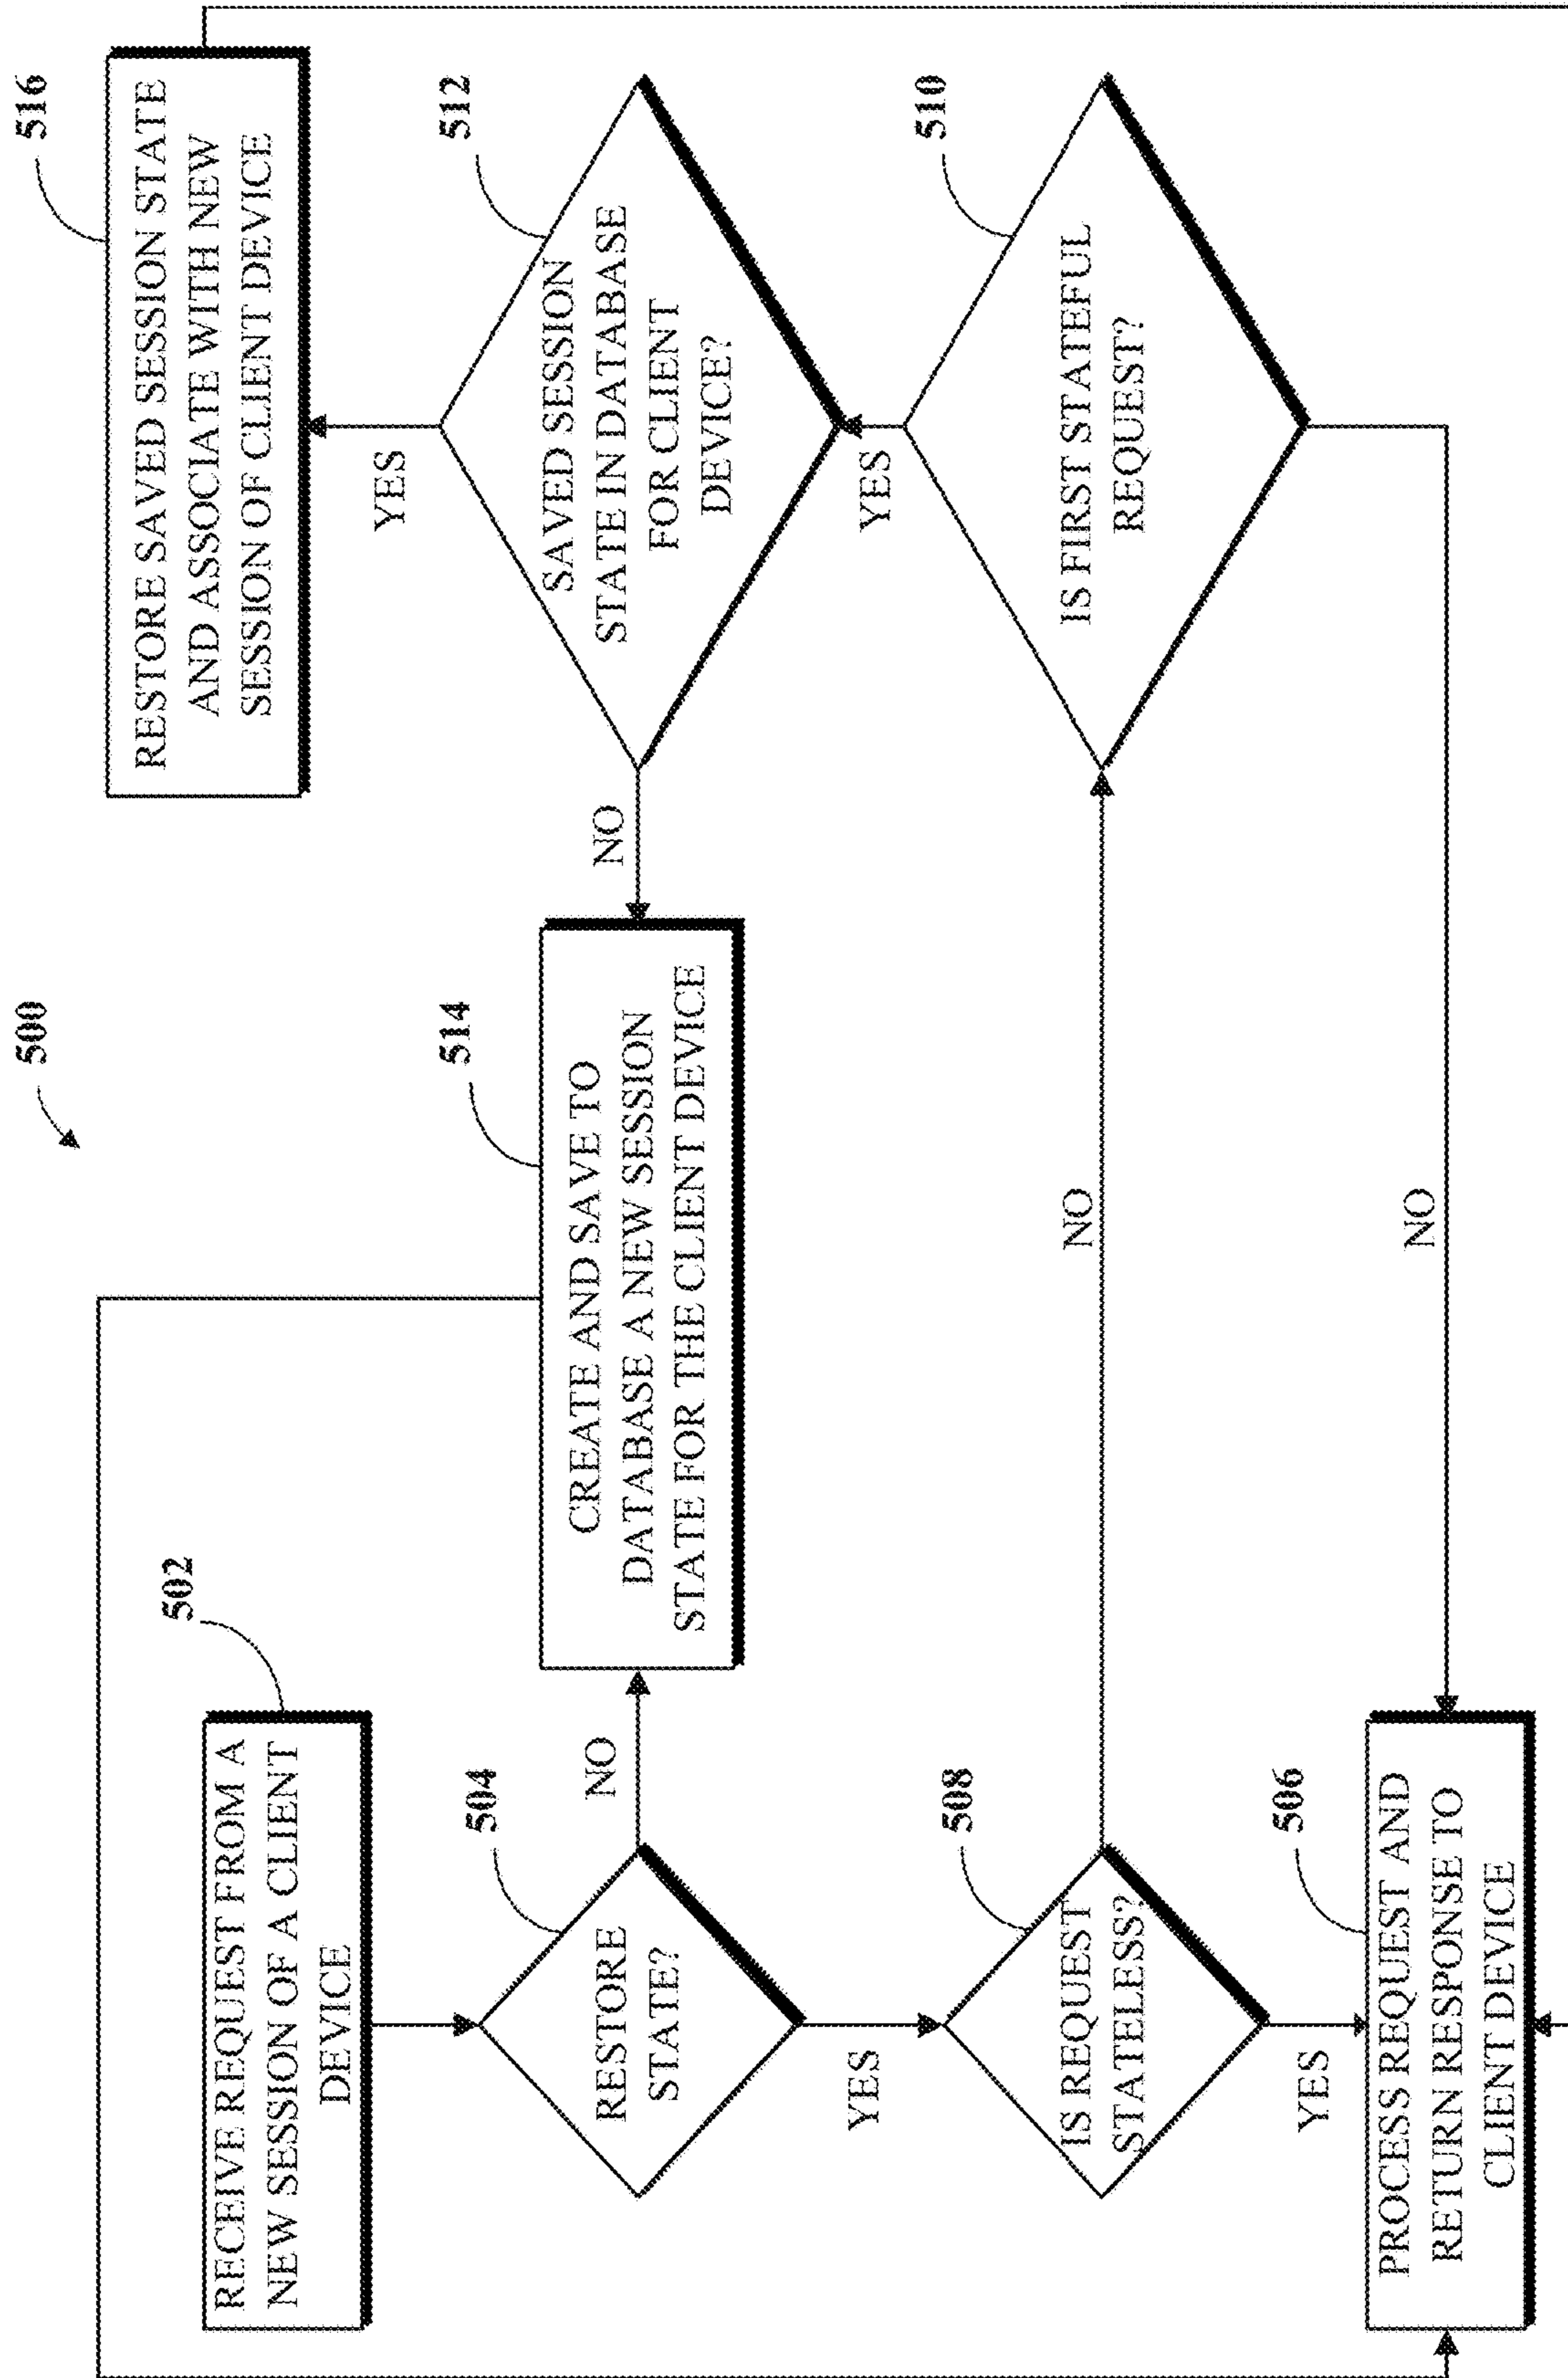 500
502
RECEIVE REQUEST FROM A
NEW SESSION OF A CLIENT
DEVICE
504
RESTORE
STATE?
NO
YES
508
IS REQUEST
STATELESS?
NO
YES
506
PROCESS REQUEST AND
RETURN RESPONSE TO
CLIENT DEVICE
514
CREATE AND SAVE TO
DATABASE A NEW SESSION
STATE FOR THE CLIENT DEVICE
NO
516
RESTORE SAVED SESSION STATE
AND ASSOCIATE WITH NEW
SESSION OF CLIENT DEVICE
YES
512
SAVED SESSION
STATE IN DATABASE
FOR CLIENT
DEVICE?
YES
510
IS FIRST STATEFUL
REQUEST?
NO